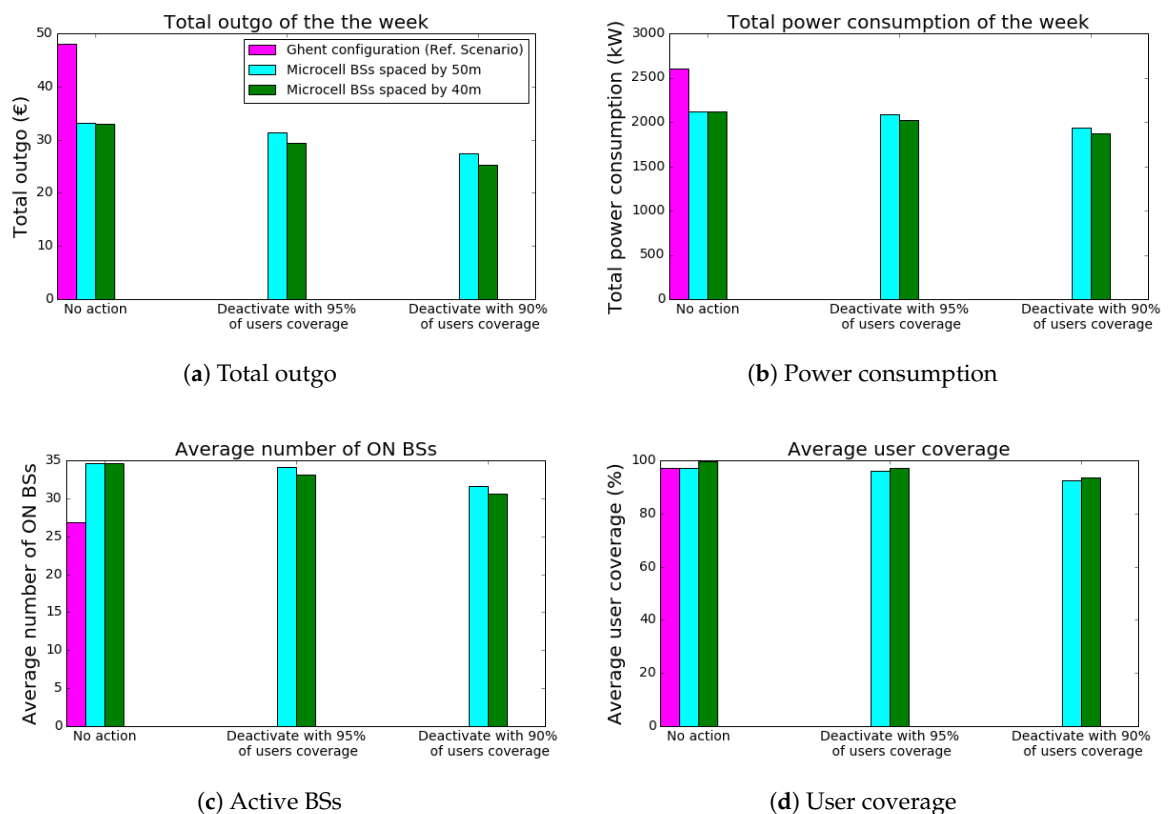 Total outgo of the the week
Total outgo (€)
50
40
30
20
10
0
Ghent configuration (Ref. Scenario)
Microcell BSs spaced by 50m
Microcell BSs spaced by 40m
No action
Deactivate with 95%
of users coverage
Deactivate with 90%
of users coverage
(a) Total outgo
Total power consumption of the week
Total power consumption (kW)
3000
2500
2000
1500
1000
500
0
No action
Deactivate with 95%
of users coverage
Deactivate with 90%
of users coverage
(b) Power consumption
Average number of ON BSs
Average number of ON BSs
35
30
25
20
15
10
5
0
No action
Deactivate with 95%
of users coverage
Deactivate with 90%
of users coverage
(c) Active BSs
Average user coverage
Average user coverage (%)
100
80
60
40
20
0
No action
Deactivate with 95%
of users coverage
Deactivate with 90%
of users coverage
(d) User coverage